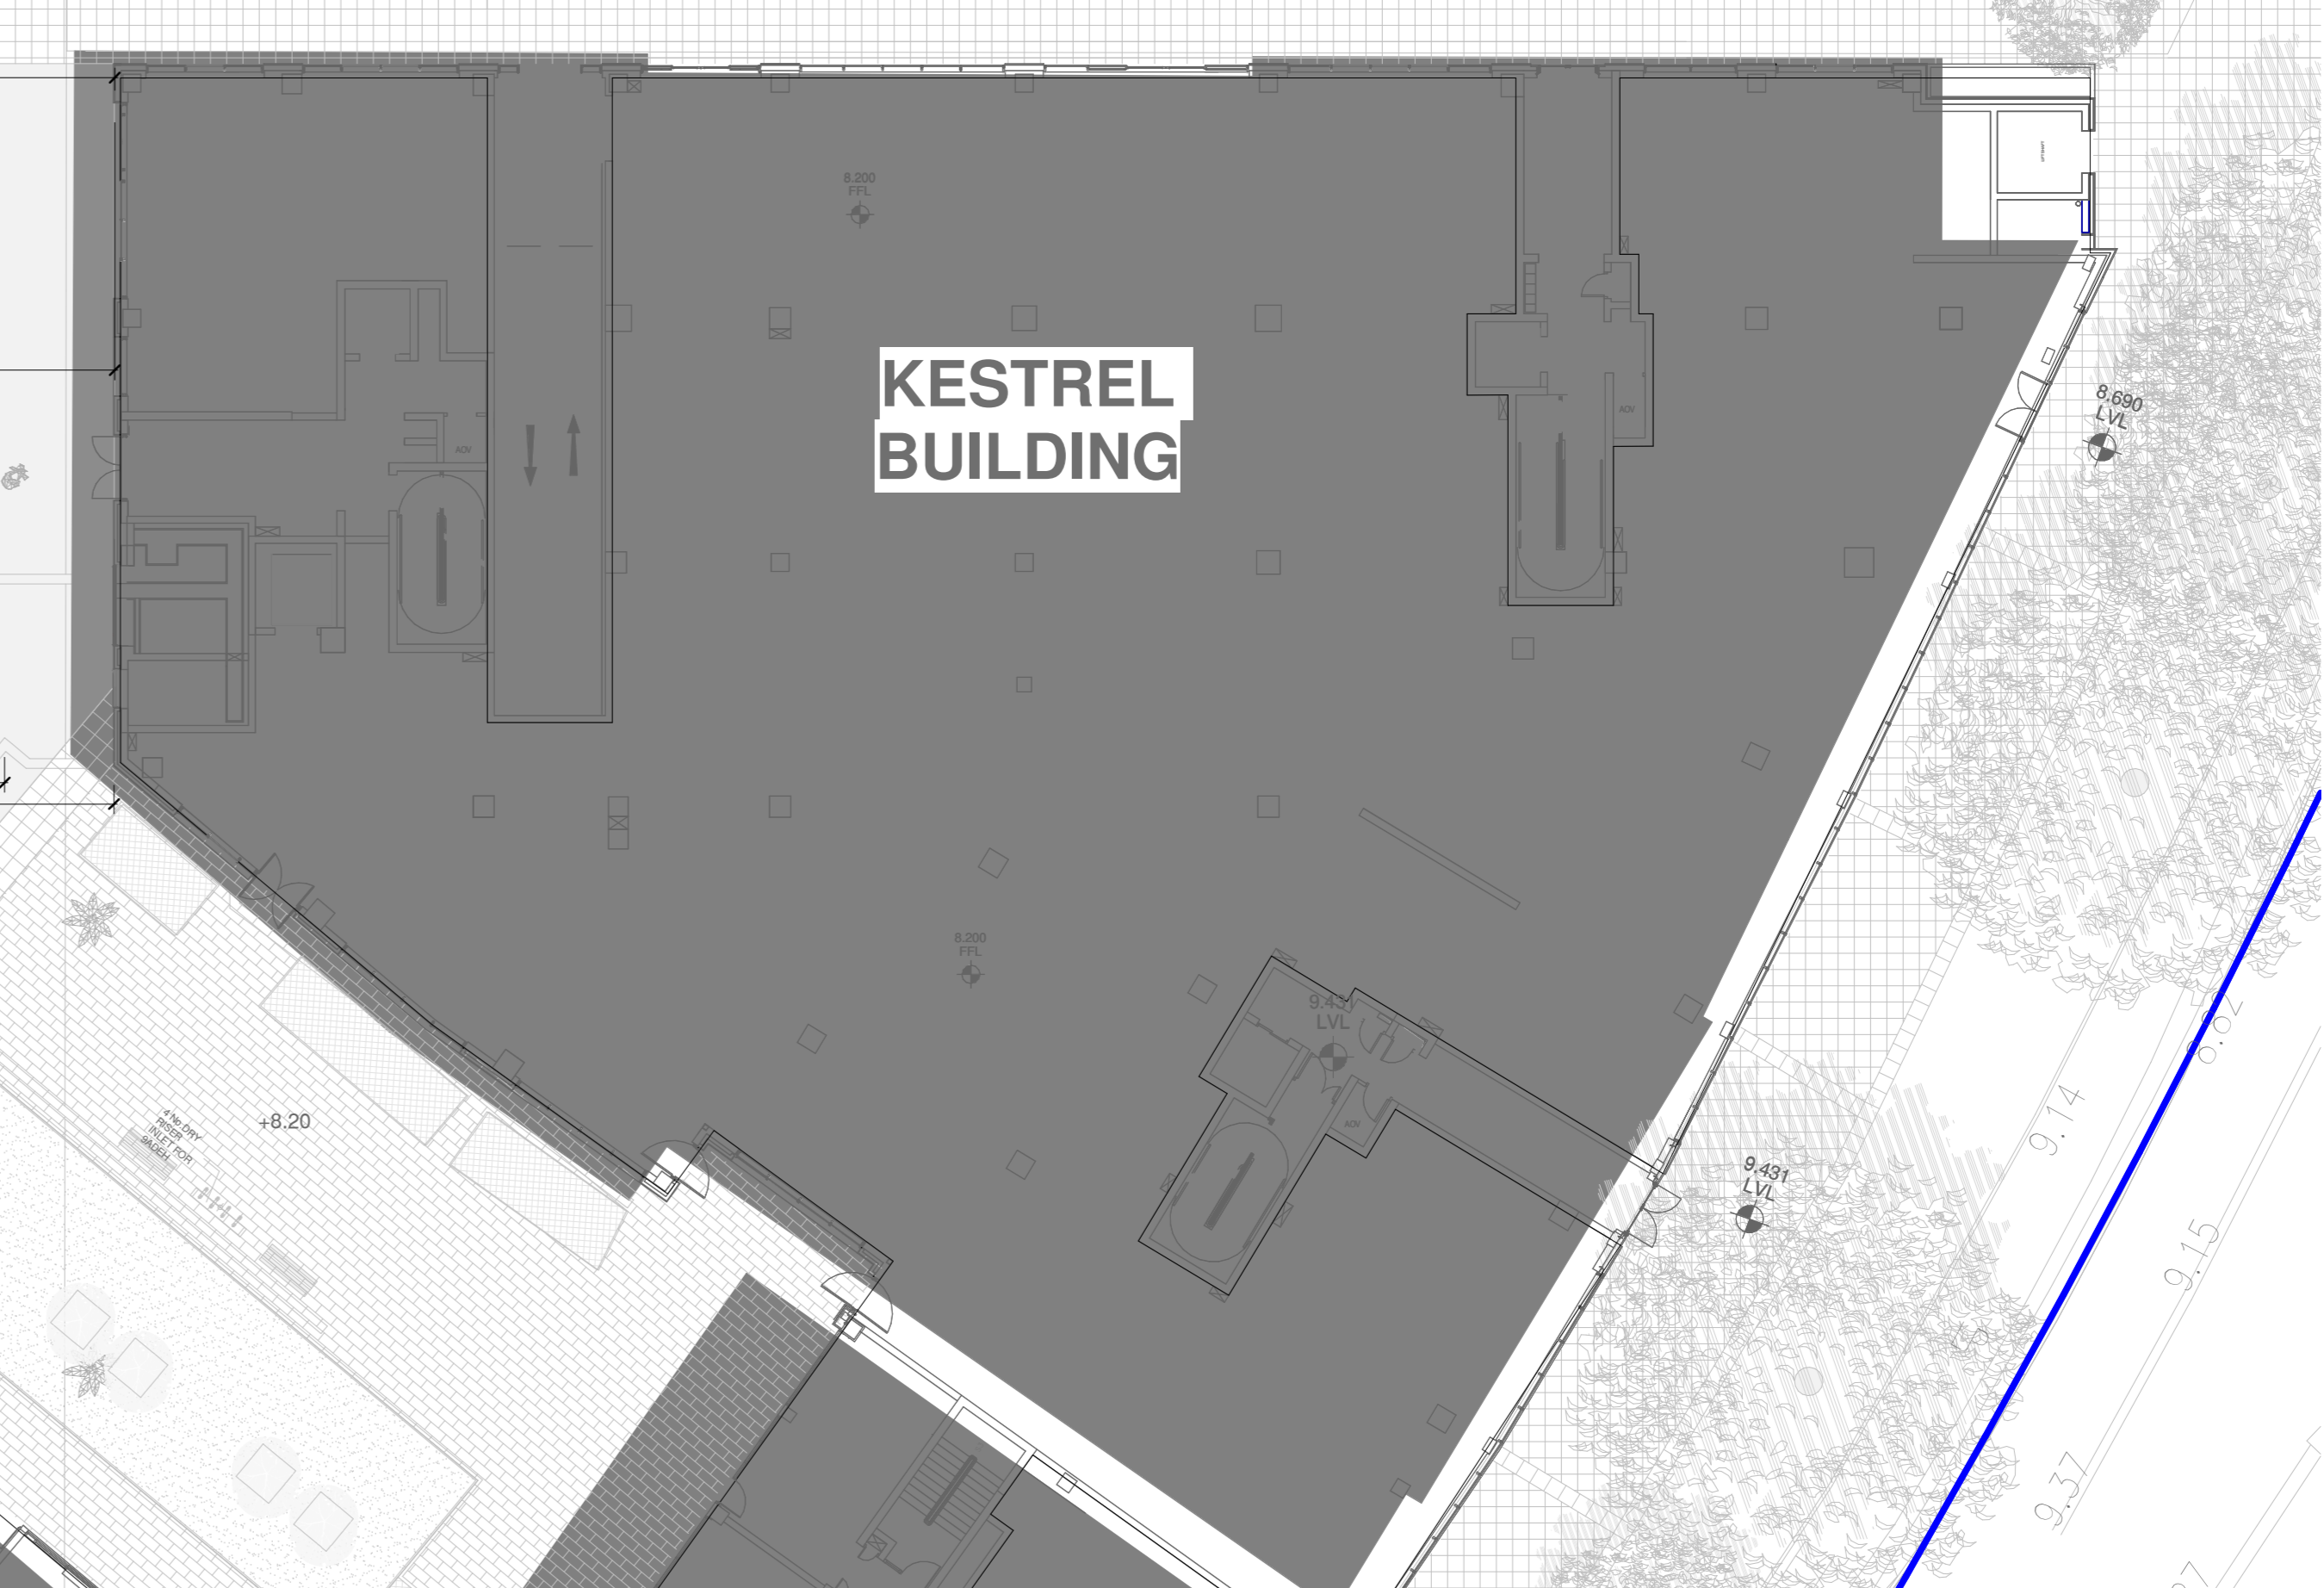 8.200
FFL
KESTREL
BUILDING
8.690
LVL
AOV
AOV
8.200
FFL
9.431
LVL
AOV
+8.20
4 No.DRY
RISER
INLET FOR
9.431
LVL
9.14
9.15
9.37